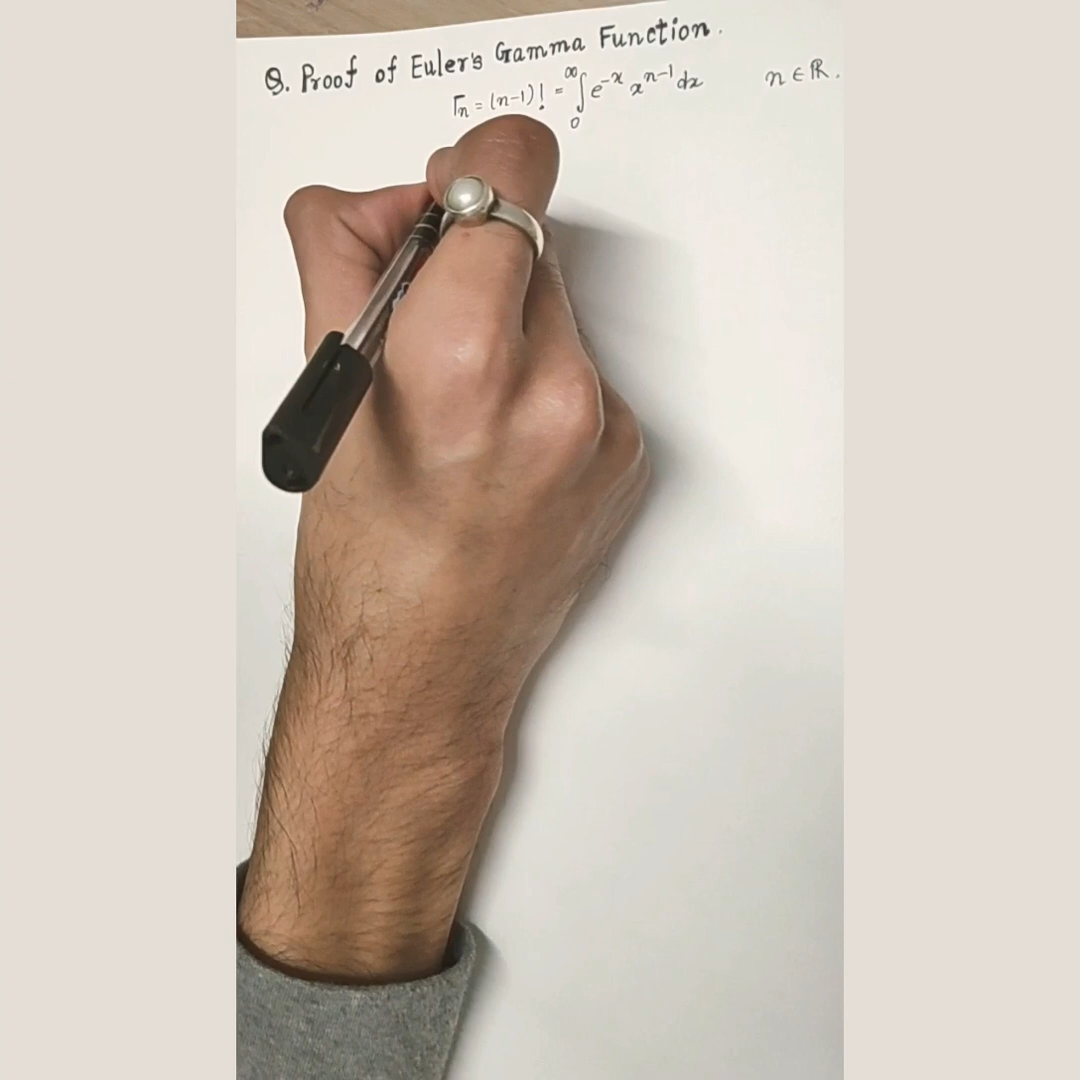 Q. Proof of Euler's Gamma Function.
Γn = (n-1)! = ∫₀^∞ e^-x x^n-1 dx n ∈ ℝ.